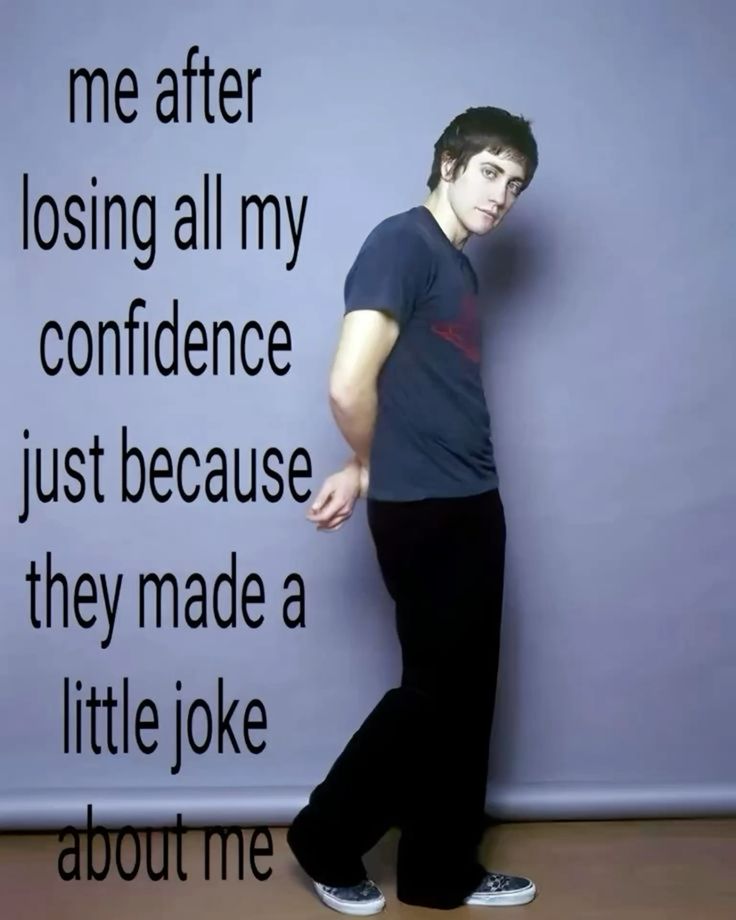 me after
losing all my
confidence
just because
they made a
little joke
about me